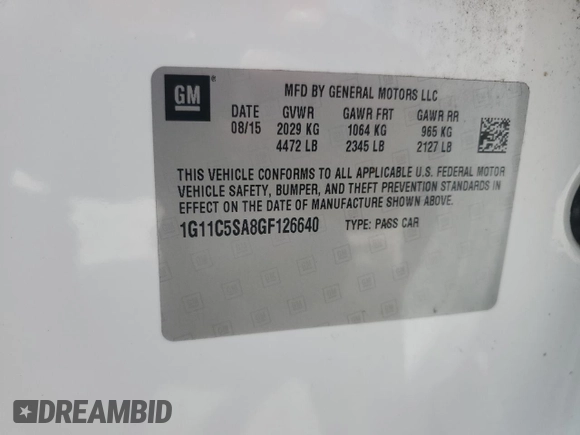 GM
MFD BY GENERAL MOTORS LLC
DATE GVWR GAWR FRT GAWR RR
08/15 2029 KG 1064 KG 965 KG
4472 LB 2345 LB 2127 LB
THIS VEHICLE CONFORMS TO ALL APPLICABLE U.S. FEDERAL MOTOR
VEHICLE SAFETY, BUMPER, AND THEFT PREVENTION STANDARDS IN
EFFECT ON THE DATE OF MANUFACTURE SHOWN ABOVE.
1G11C5SA8GF126640 TYPE: PASS CAR
DREAMBID